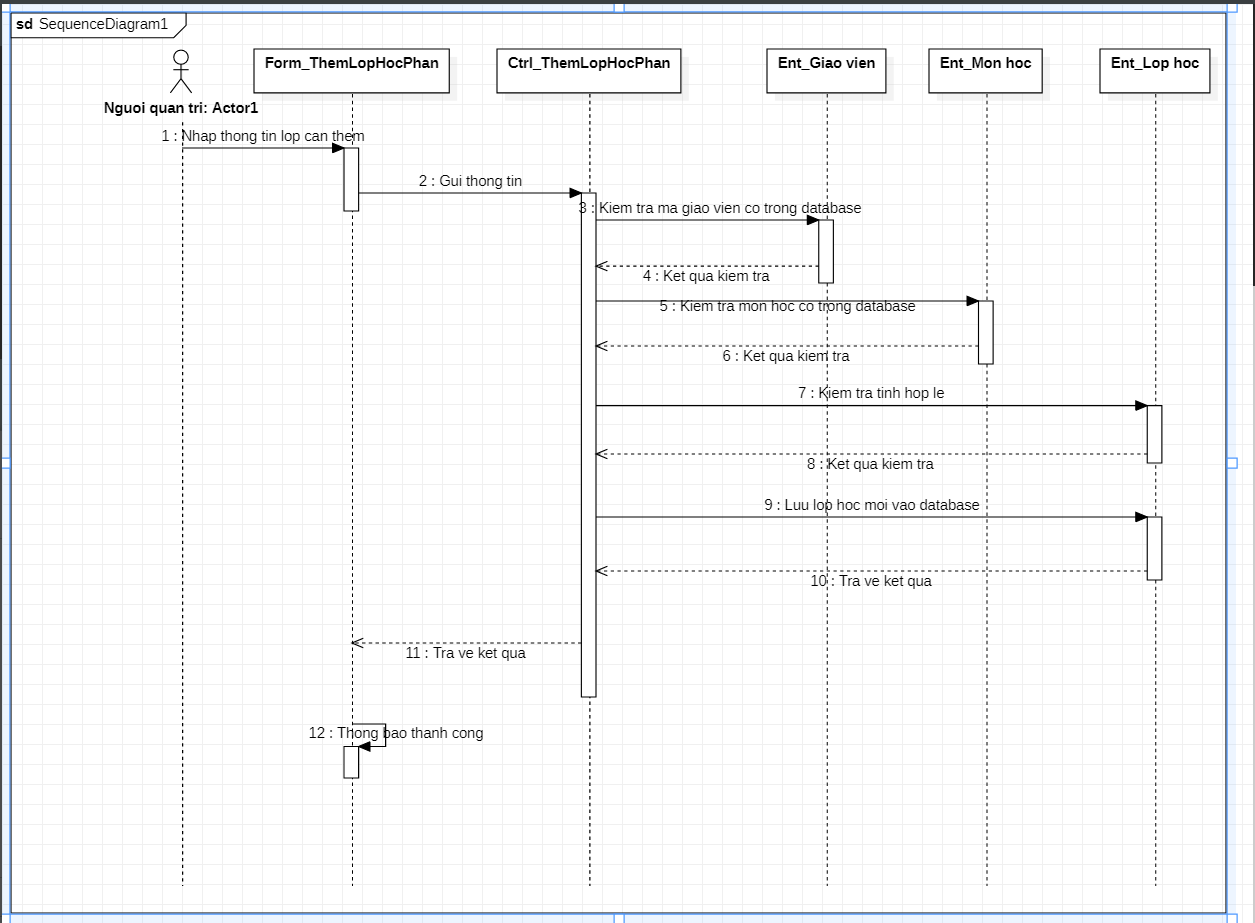 sd SequenceDiagram1
Form_ThemLopHocPhan
Ctrl_ThemLopHocPhan
Ent_Giao vien
Ent_Mon hoc
Ent_Lop hoc
Nguoi quan tri: Actor1
1 : Nhap thong tin lop can them
2 : Gui thong tin
3 : Kiem tra ma giao vien co trong database
4 : Ket qua kiem tra
5 : Kiem tra mon hoc co trong database
6 : Ket qua kiem tra
7 : Kiem tra tinh hop le
8 : Ket qua kiem tra
9 : Luu lop hoc moi vao database
10 : Tra ve ket qua
11 : Tra ve ket qua
12 : Thong bao thanh cong